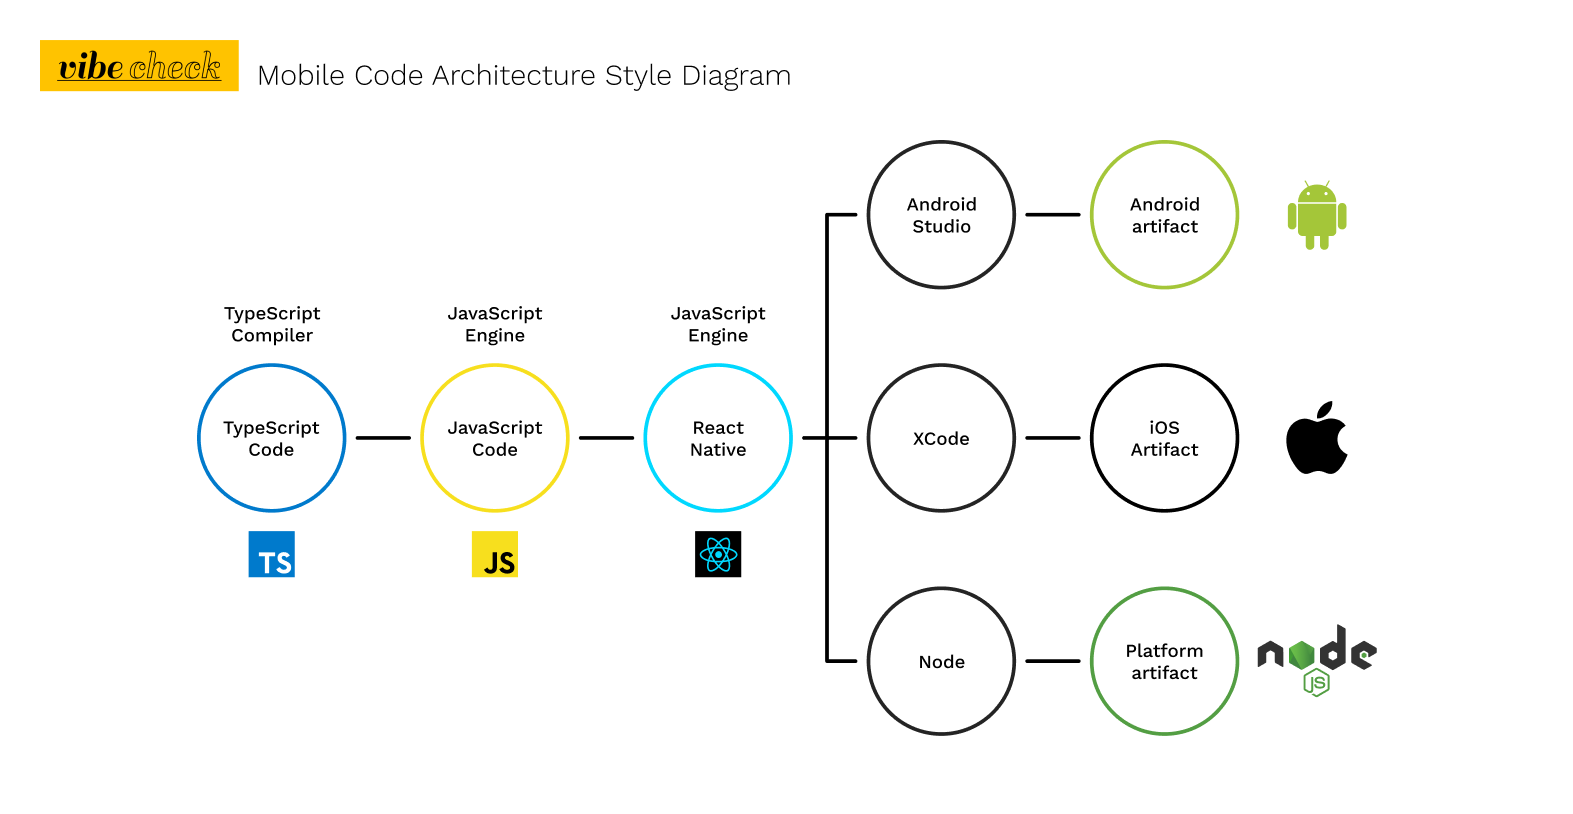 vibe check
Mobile Code Architecture Style Diagram
Android
Studio
Android
artifact
TypeScript
Compiler
JavaScript
Engine
JavaScript
Engine
TypeScript
Code
JavaScript
Code
React
Native
XCode
iOS
Artifact
TS
JS
Node
Platform
artifact
node
JS